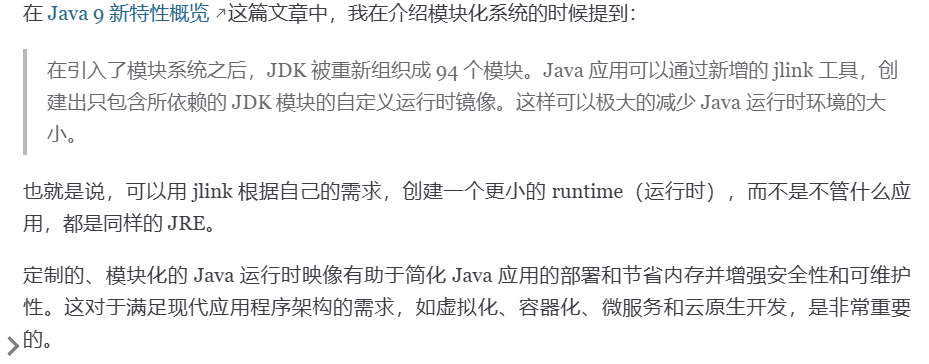 在 Java 9 新特性概览 ↗这篇文章中，我在介绍模块化系统的时候提到：
在引入了模块系统之后，JDK 被重新组织成 94 个模块。Java 应用可以通过新增的 jlink 工具，创
建出只包含所依赖的 JDK 模块的自定义运行时镜像。这样可以极大的减少 Java 运行时环境的大
小。
也就是说，可以用 jlink 根据自己的需求，创建一个更小的 runtime（运行时），而不是不管什么应
用，都是同样的 JRE。
定制的、模块化的 Java 运行时映像有助于简化 Java 应用的部署和节省内存并增强安全性和可维护
性。这对于满足现代应用程序架构的需求，如虚拟化、容器化、微服务和云原生开发，是非常重要
的。